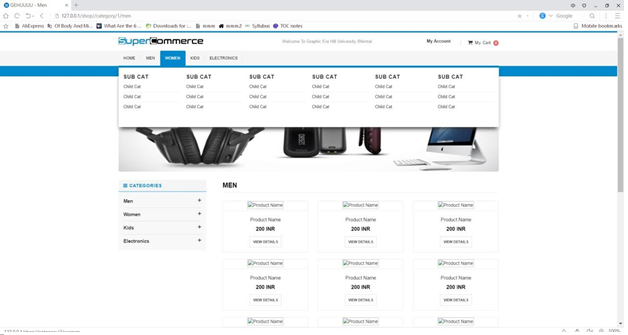 GEHUUUU - Men
127.0.0.1/shop/category/1/men
Google
AliExpress Of Body And Mi... What Are the 6... Downloads for i... Syllabus TOC notes Mobile bookmarks
SuperCommerce Welcome To Graphic Era Hill University, Bhimtal My Account My Cart 0
HOME MEN WOMEN KIDS ELECTRONICS
SUB CAT SUB CAT SUB CAT SUB CAT SUB CAT SUB CAT
Child Cat Child Cat Child Cat Child Cat Child Cat Child Cat
Child Cat Child Cat Child Cat Child Cat Child Cat Child Cat
Child Cat Child Cat Child Cat Child Cat Child Cat Child Cat
CATEGORIES
Men +
Women +
Kids +
Electronics +
MEN
Product Name Product Name Product Name
Product Name Product Name Product Name
200 INR 200 INR 200 INR
VIEW DETAILS VIEW DETAILS VIEW DETAILS
Product Name Product Name Product Name
Product Name Product Name Product Name
200 INR 200 INR 200 INR
VIEW DETAILS VIEW DETAILS VIEW DETAILS
Product Name Product Name Product Name
100%